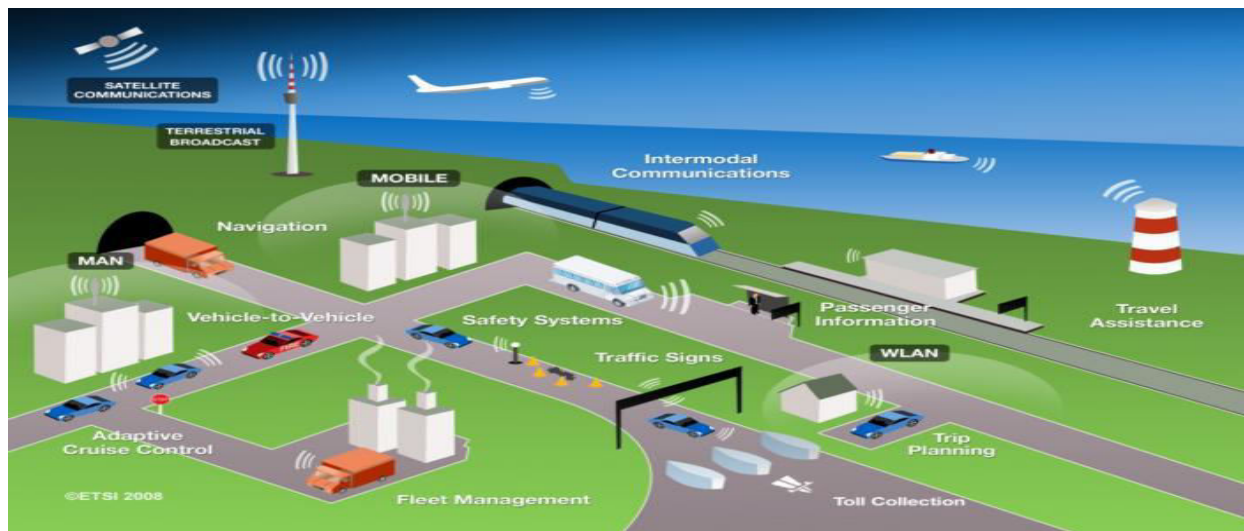 SATELLITE
COMMUNICATIONS
TERRESTRIAL
BROADCAST
Intermodal
Communications
MOBILE
Navigation
MAN
Vehicle-to-Vehicle
Safety Systems
Passenger
Information
Travel
Assistance
Traffic Signs
WLAN
Adaptive
Cruise Control
Trip
Planning
©ETSI 2008
Fleet Management
Toll Collection
STOP